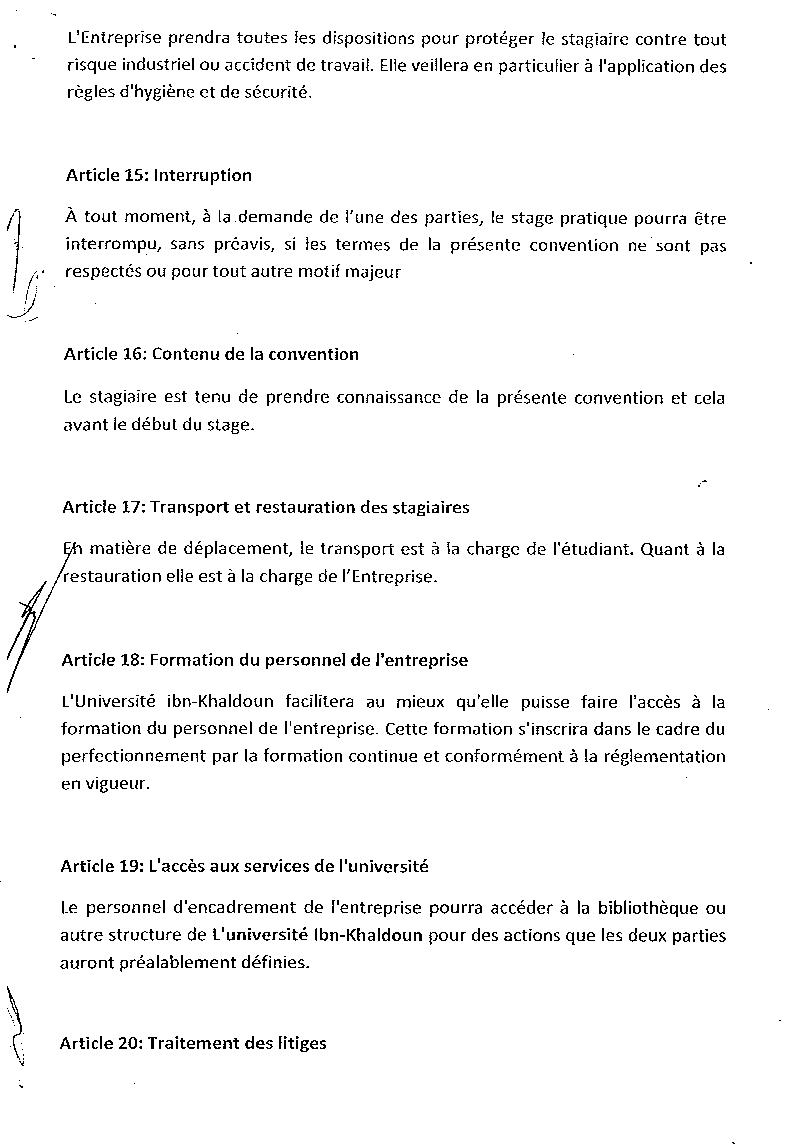 L'Entreprise prendra toutes les dispositions pour protéger le stagiaire contre tout
risque industriel ou accident de travail. Elle veillera en particulier à l'application des
règles d'hygiène et de sécurité.
Article 15: Interruption
À tout moment, à la demande de l'une des parties, le stage pratique pourra être
interrompu, sans préavis, si les termes de la présente convention ne sont pas
respectés ou pour tout autre motif majeur
Article 16: Contenu de la convention
Le stagiaire est tenu de prendre connaissance de la présente convention et cela
avant le début du stage.
Article 17: Transport et restauration des stagiaires
En matière de déplacement, le transport est à la charge de l'étudiant. Quant à la
restauration elle est à la charge de l'Entreprise.
Article 18: Formation du personnel de l'entreprise
L'Université ibn-Khaldoun facilitera au mieux qu'elle puisse faire l'accès à la
formation du personnel de l'entreprise. Cette formation s'inscrira dans le cadre du
perfectionnement par la formation continue et conformément à la réglementation
en vigueur.
Article 19: L'accès aux services de l'université
Le personnel d'encadrement de l'entreprise pourra accéder à la bibliothèque ou
autre structure de L'université Ibn-Khaldoun pour des actions que les deux parties
auront préalablement définies.
Article 20: Traitement des litiges